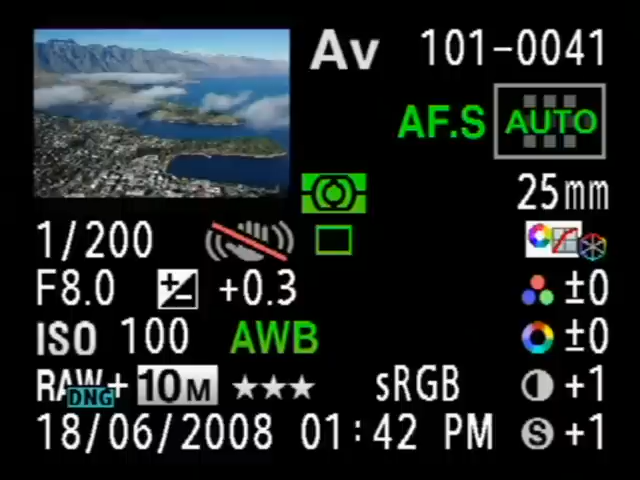 Av 101-0041
AF.S AUTO
25mm
1/200
F8.0 +0.3 ±0
ISO 100 AWB ±0
RAW+ DNG 10M ★★★ sRGB +1
18/06/2008 01:42 PM S +1